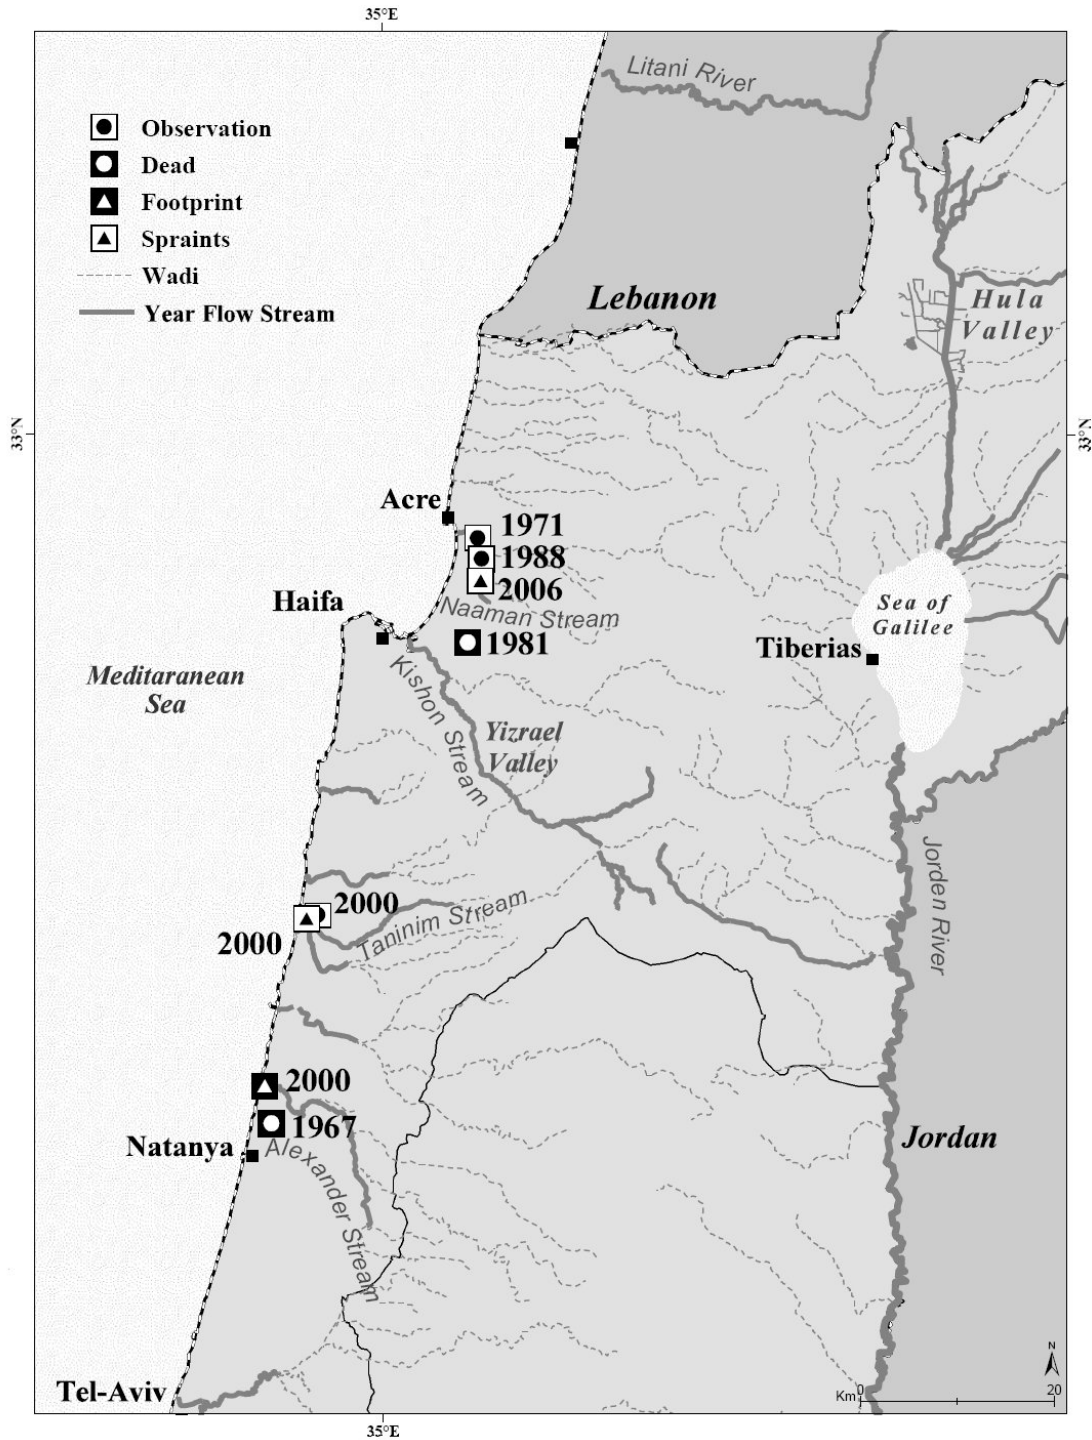 35°E
Litani River
Observation
Dead
Footprint
Spraints
Wadi
Year Flow Stream
Lebanon
Hula
Valley
33°N
33°N
Acre
1971
1988
2006
Naaman Stream
Haifa
1981
Sea of
Galilee
Tiberias
Meditaranean
Sea
Kishon Stream
Yizrael
Valley
Jorden River
2000
Taninim Stream
2000
2000
1967
Natanya
Alexander Stream
Jordan
N
Tel-Aviv
Km
0
20
35°E